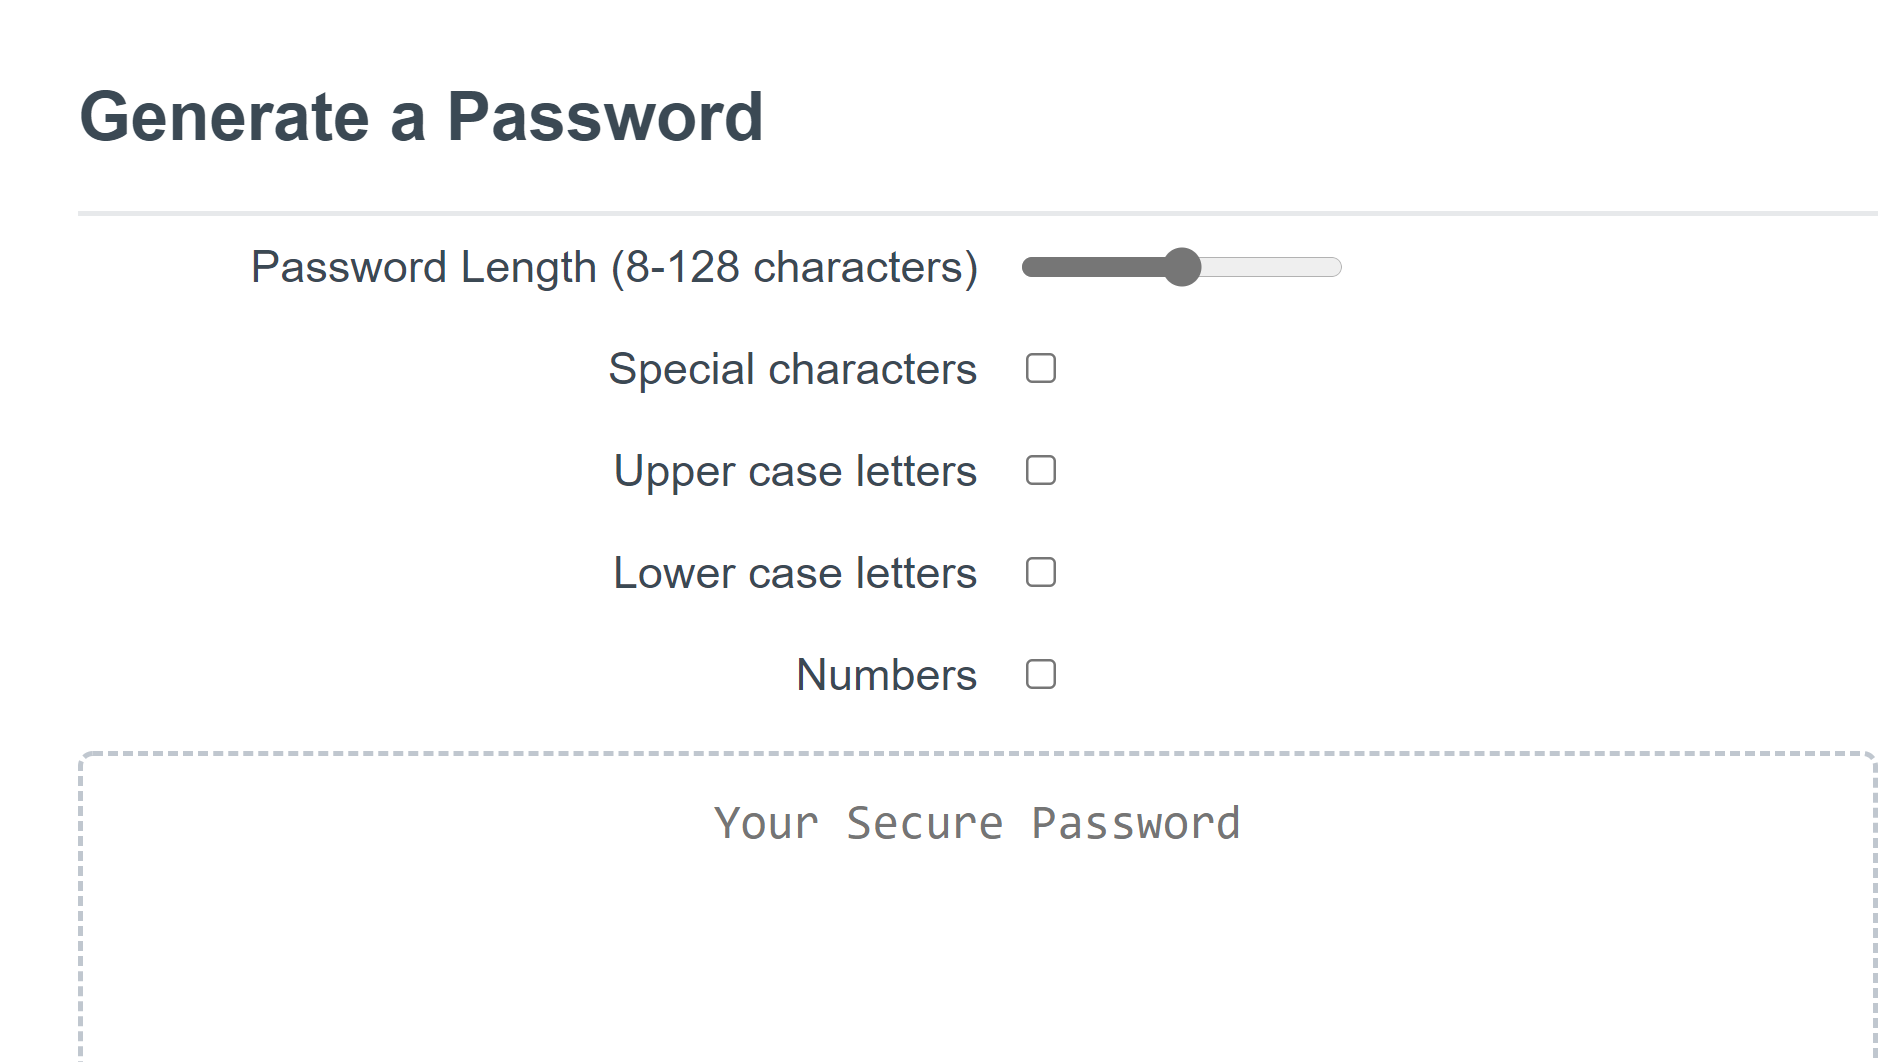 Generate a Password
Password Length (8-128 characters)
Special characters
Upper case letters
Lower case letters
Numbers
Your Secure Password